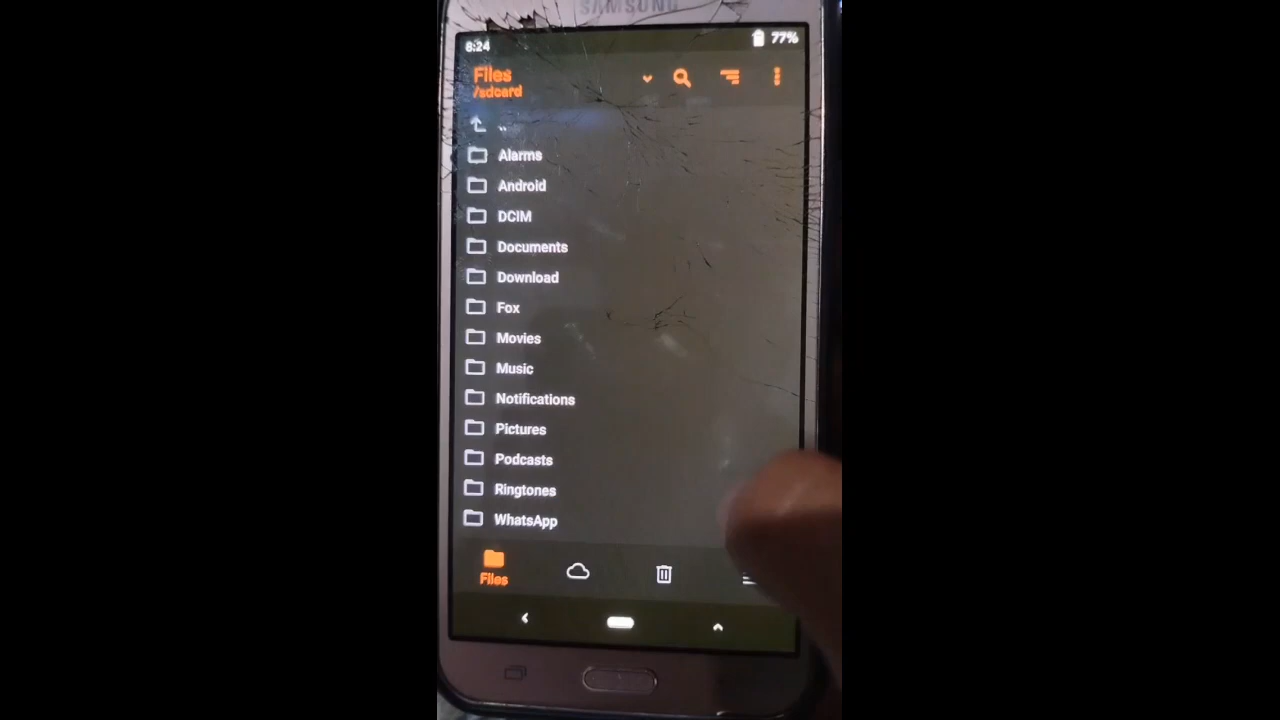 SAMSUNG
8:24
77%
Files
/sdcard
..
Alarms
Android
DCIM
Documents
Download
Fox
Movies
Music
Notifications
Pictures
Podcasts
Ringtones
WhatsApp
Files